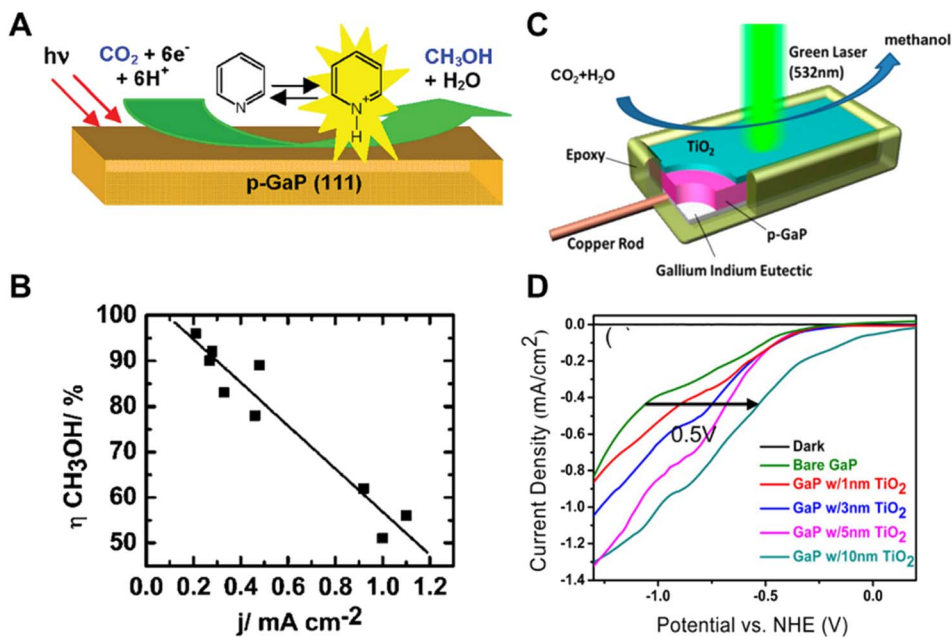 A
hν
CO₂ + 6e⁻
+ 6H⁺
N
N⁺
H
CH₃OH
+ H₂O
p-GaP (111)
B
η CH₃OH/ %
100
90
80
70
60
50
0.0 0.2 0.4 0.6 0.8 1.0 1.2
j/ mA cm⁻²
C
CO₂+H₂O
Green Laser
(532nm)
methanol
TiO₂
Epoxy
Copper Rod
p-GaP
Gallium Indium Eutectic
D
Current Density (mA/cm²)
0.0
-0.2
-0.4
-0.6
-0.8
-1.0
-1.2
-1.4
0.5V
Dark
Bare GaP
GaP w/1nm TiO₂
GaP w/3nm TiO₂
GaP w/5nm TiO₂
GaP w/10nm TiO₂
-1.0 -0.5 0.0
Potential vs. NHE (V)